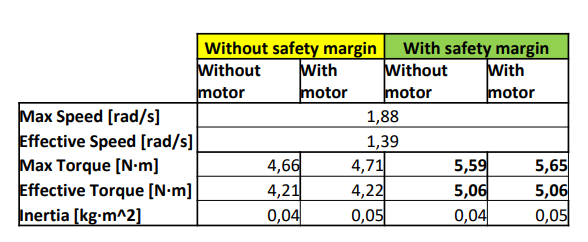 Without safety margin With safety margin
Without motor With motor Without motor With motor
Max Speed [rad/s] 1,88
Effective Speed [rad/s] 1,39
Max Torque [N·m] 4,66 4,71 5,59 5,65
Effective Torque [N·m] 4,21 4,22 5,06 5,06
Inertia [kg·m^2] 0,04 0,05 0,04 0,05